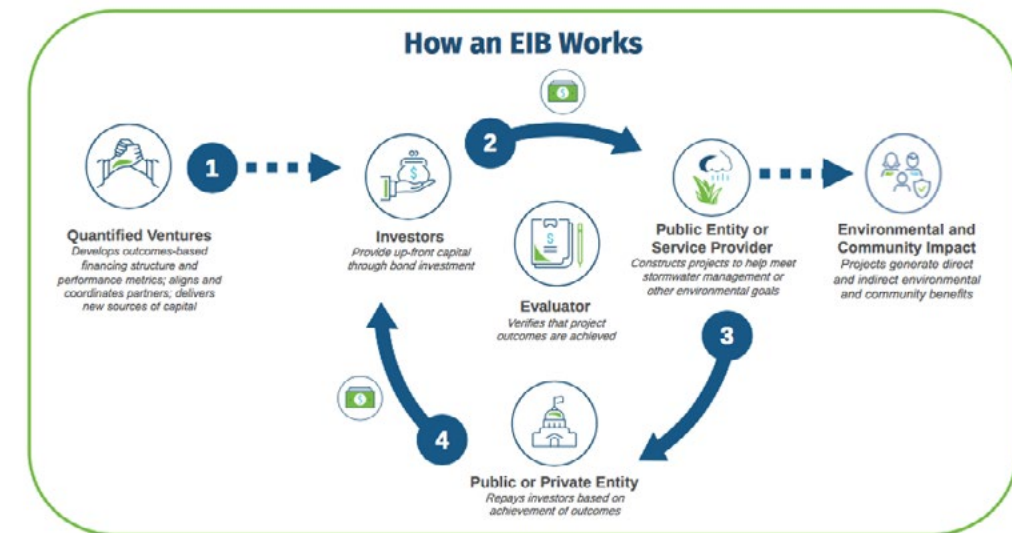 How an EIB Works
1
2
$
Quantified Ventures
Develops outcomes-based
financing structure and
performance metrics; aligns and
coordinates partners; delivers
new sources of capital
$
Investors
Provide up-front capital
through bond investment
$
Evaluator
Verifies that project
outcomes are achieved
Public Entity or
Service Provider
Constructs projects to help meet
stormwater management or
other environmental goals
Environmental and
Community Impact
Projects generate direct
and indirect environmental
and community benefits
3
$
4
Public or Private Entity
Repays investors based on
achievement of outcomes